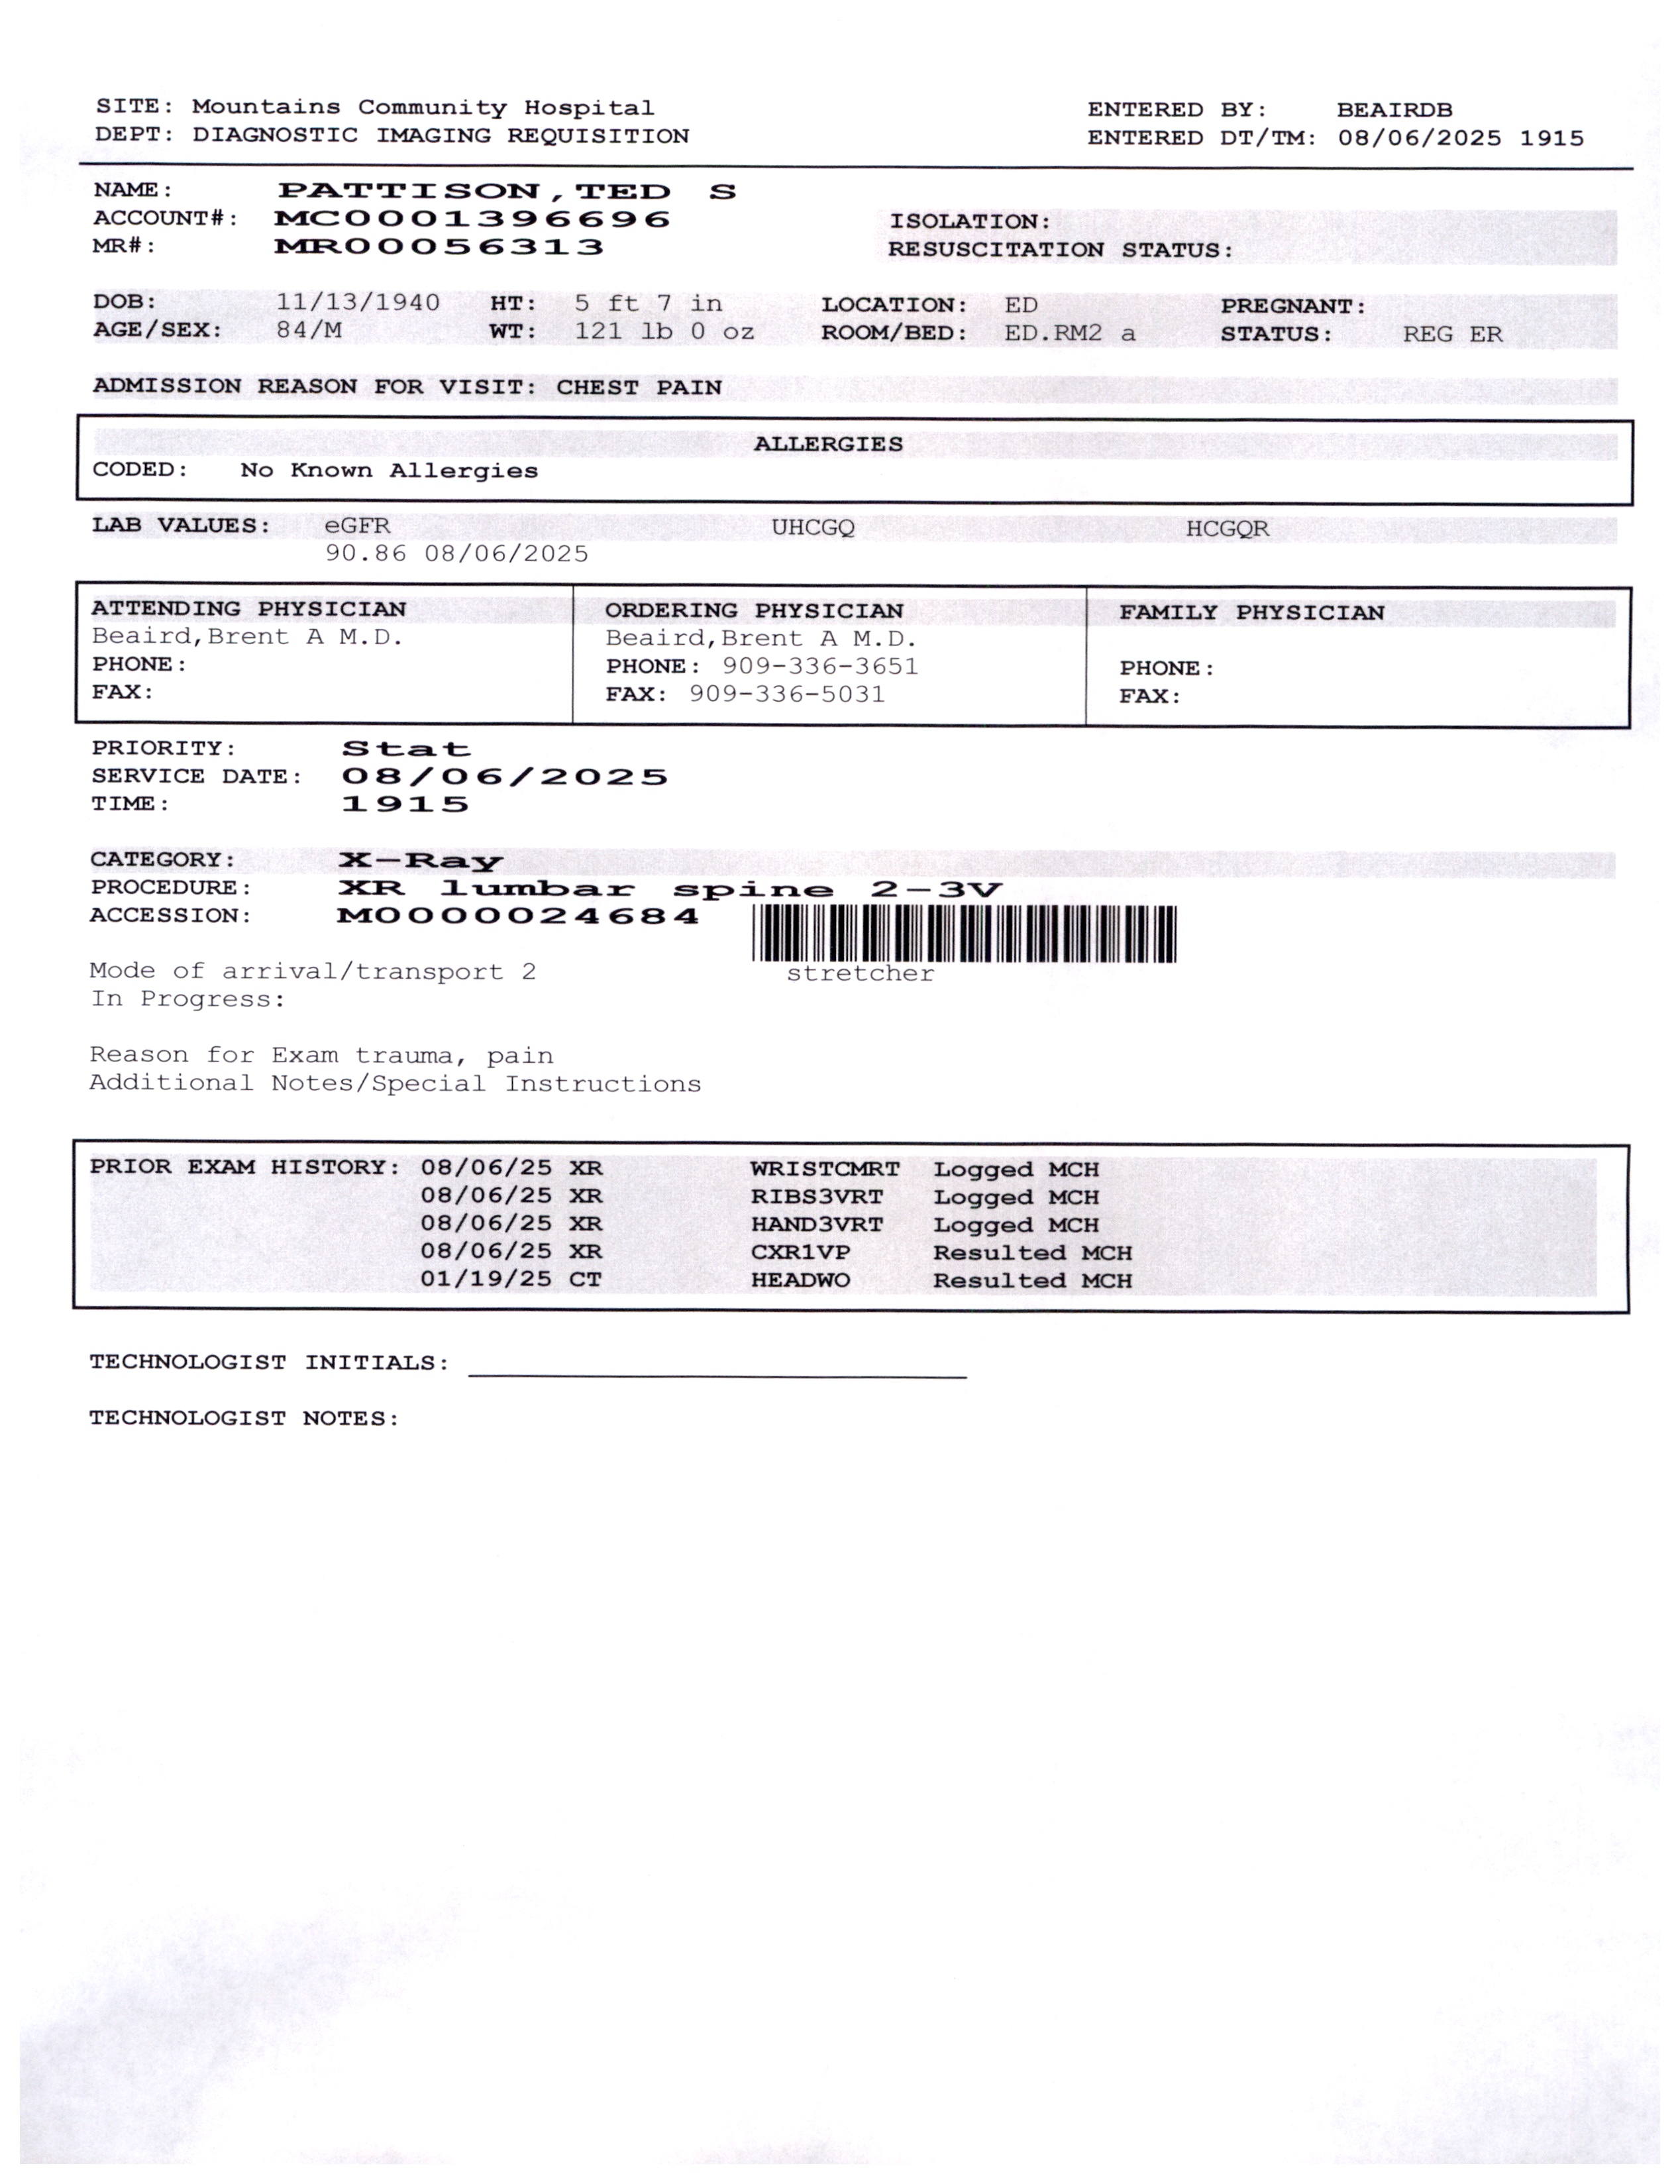 SITE: Mountains Community Hospital ENTERED BY: BEAIRDB
DEPT: DIAGNOSTIC IMAGING REQUISITION ENTERED DT/TM: 08/06/2025 1915
NAME: PATTISON,TED S
ACCOUNT#: MC0001396696 ISOLATION:
MR#: MR00056313 RESUSCITATION STATUS:
DOB: 11/13/1940 HT: 5 ft 7 in LOCATION: ED PREGNANT:
AGE/SEX: 84/M WT: 121 lb 0 oz ROOM/BED: ED.RM2 a STATUS: REG ER
ADMISSION REASON FOR VISIT: CHEST PAIN
ALLERGIES
CODED: No Known Allergies
LAB VALUES: eGFR UHCGQ HCGQR
90.86 08/06/2025
ATTENDING PHYSICIAN ORDERING PHYSICIAN FAMILY PHYSICIAN
Beaird,Brent A M.D. Beaird,Brent A M.D.
PHONE: PHONE: 909-336-3651 PHONE:
FAX: FAX: 909-336-5031 FAX:
PRIORITY: Stat
SERVICE DATE: 08/06/2025
TIME: 1915
CATEGORY: X-Ray
PROCEDURE: XR lumbar spine 2-3V
ACCESSION: M0000024684
Mode of arrival/transport 2 stretcher
In Progress:
Reason for Exam trauma, pain
Additional Notes/Special Instructions
PRIOR EXAM HISTORY: 08/06/25 XR WRISTCMRT Logged MCH
08/06/25 XR RIBS3VRT Logged MCH
08/06/25 XR HAND3VRT Logged MCH
08/06/25 XR CXR1VP Resulted MCH
01/19/25 CT HEADWO Resulted MCH
TECHNOLOGIST INITIALS:
TECHNOLOGIST NOTES: